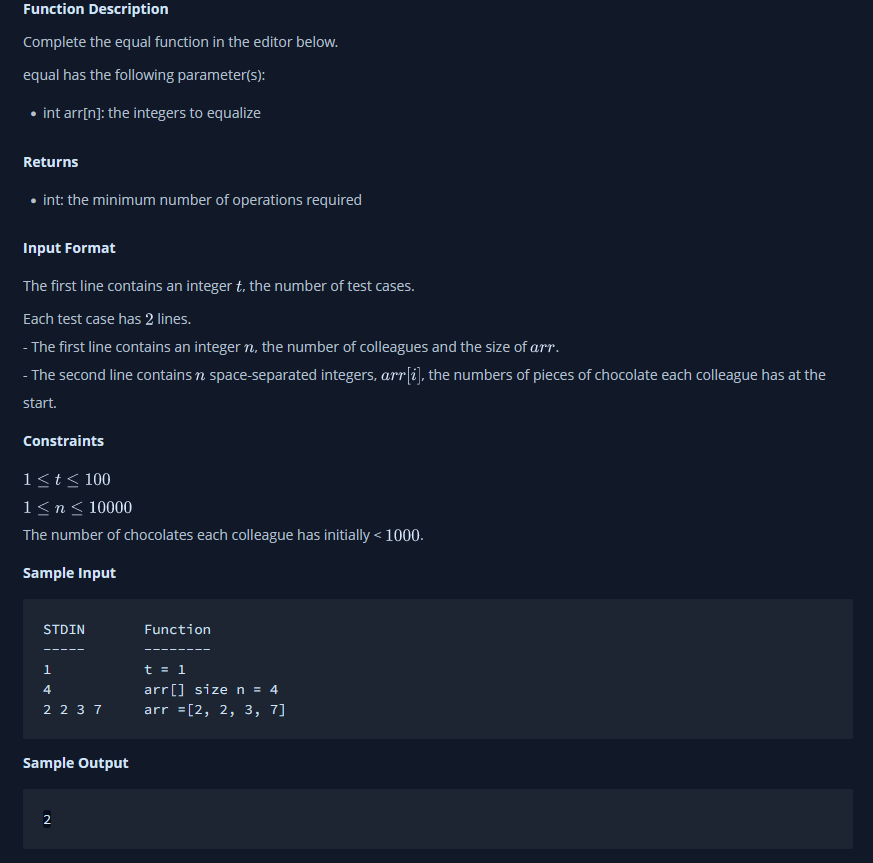 Function Description
Complete the equal function in the editor below.
equal has the following parameter(s):
• int arr[n]: the integers to equalize
Returns
• int: the minimum number of operations required
Input Format
The first line contains an integer t, the number of test cases.
Each test case has 2 lines.
- The first line contains an integer n, the number of colleagues and the size of arr.
- The second line contains n space-separated integers, arr[i], the numbers of pieces of chocolate each colleague has at the
start.
Constraints
1 ≤ t ≤ 100
1 ≤ n ≤ 10000
The number of chocolates each colleague has initially < 1000.
Sample Input
STDIN       Function
-----       --------
1           t = 1
4           arr[] size n = 4
2 2 3 7     arr =[2, 2, 3, 7]
Sample Output
2